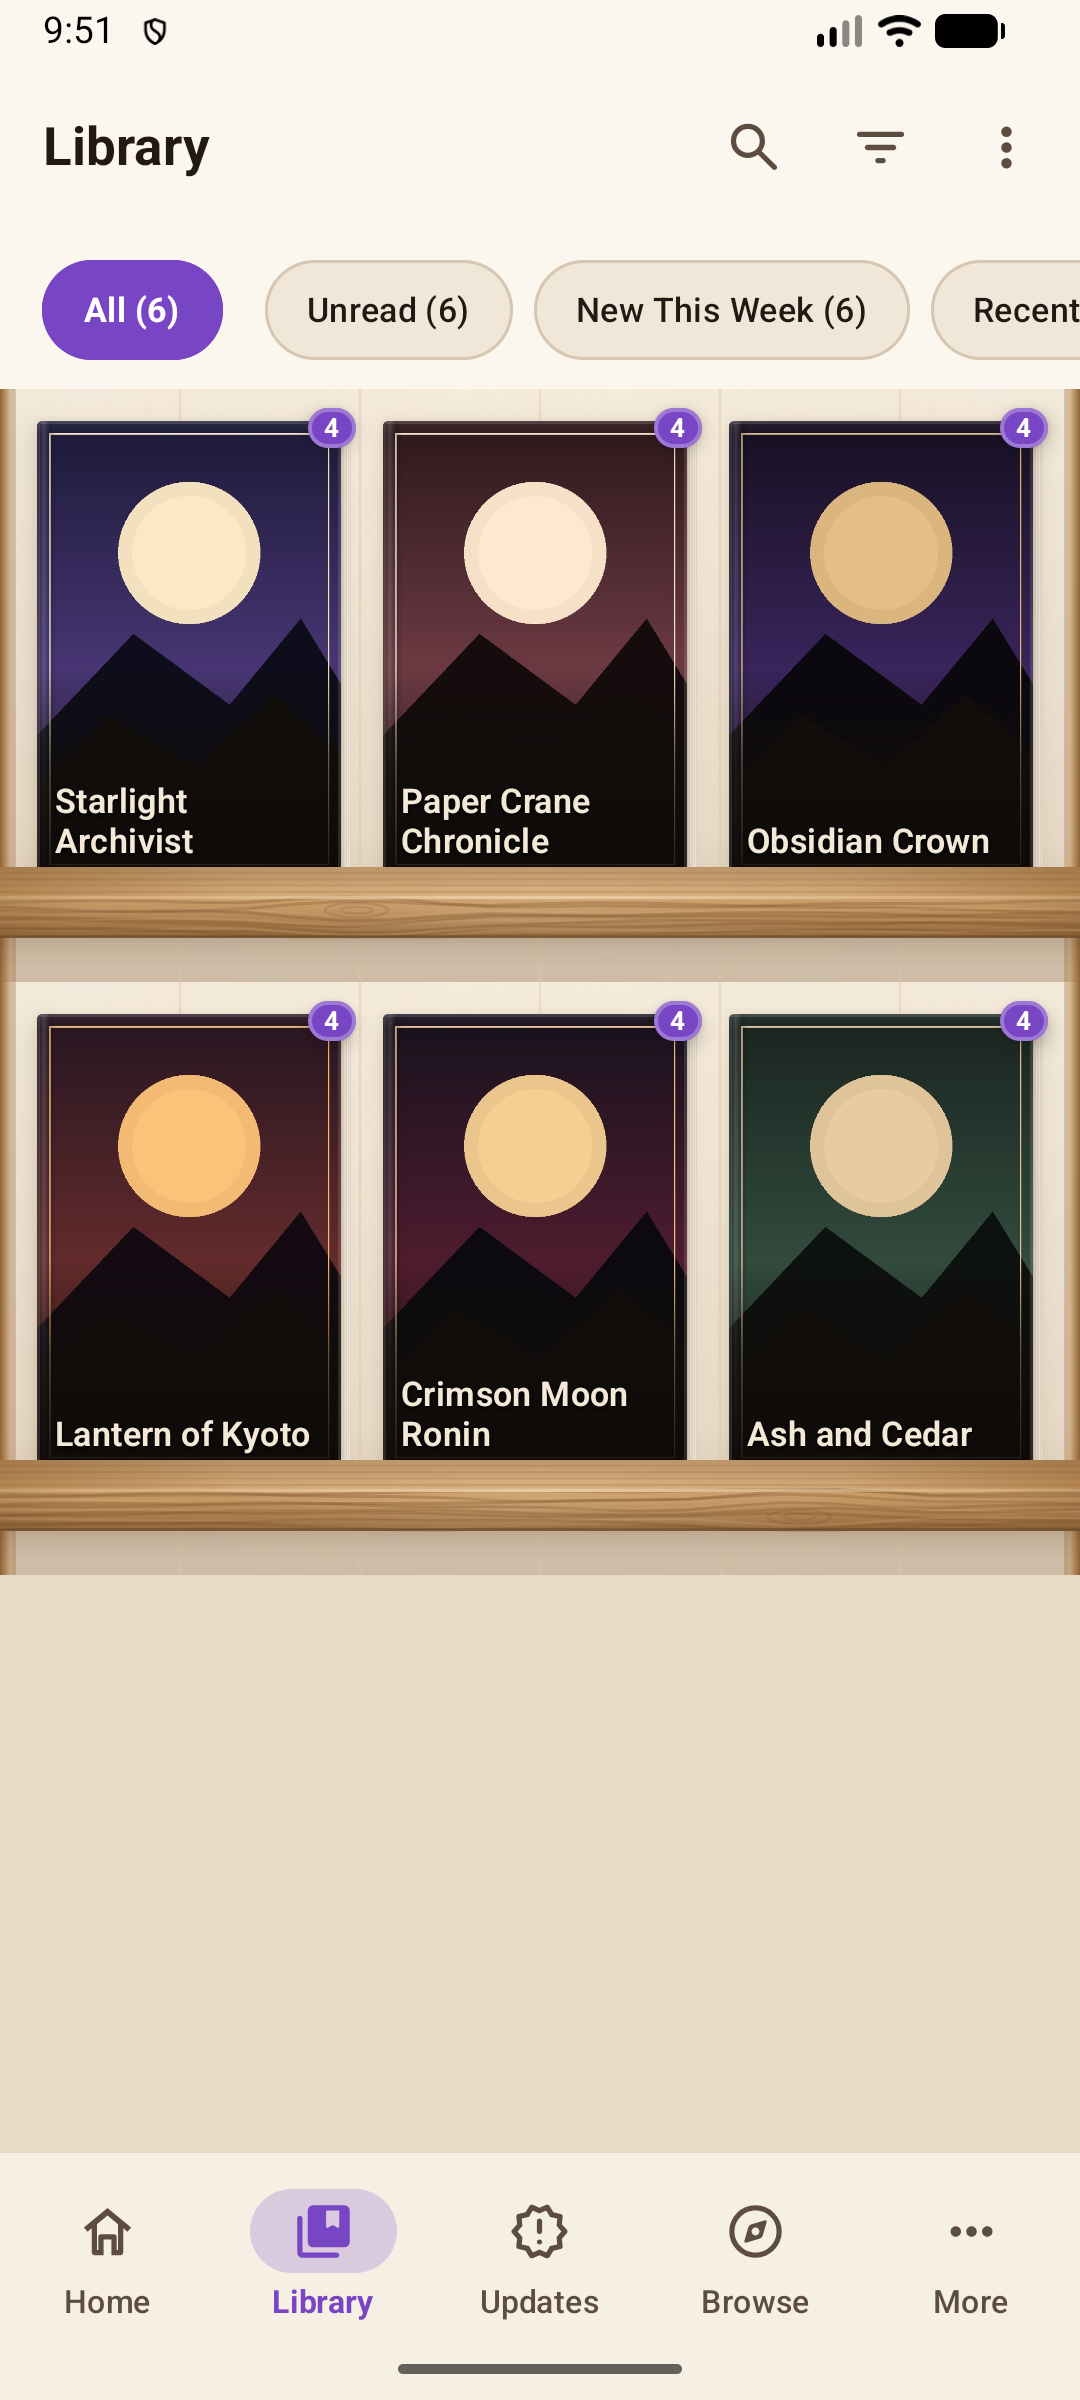 9:51
Library
All (6)
Unread (6)
New This Week (6)
Recent
4
4
4
Starlight
Archivist
Paper Crane
Chronicle
Obsidian Crown
4
4
4
Lantern of Kyoto
Crimson Moon
Ronin
Ash and Cedar
Home
Library
Updates
Browse
More